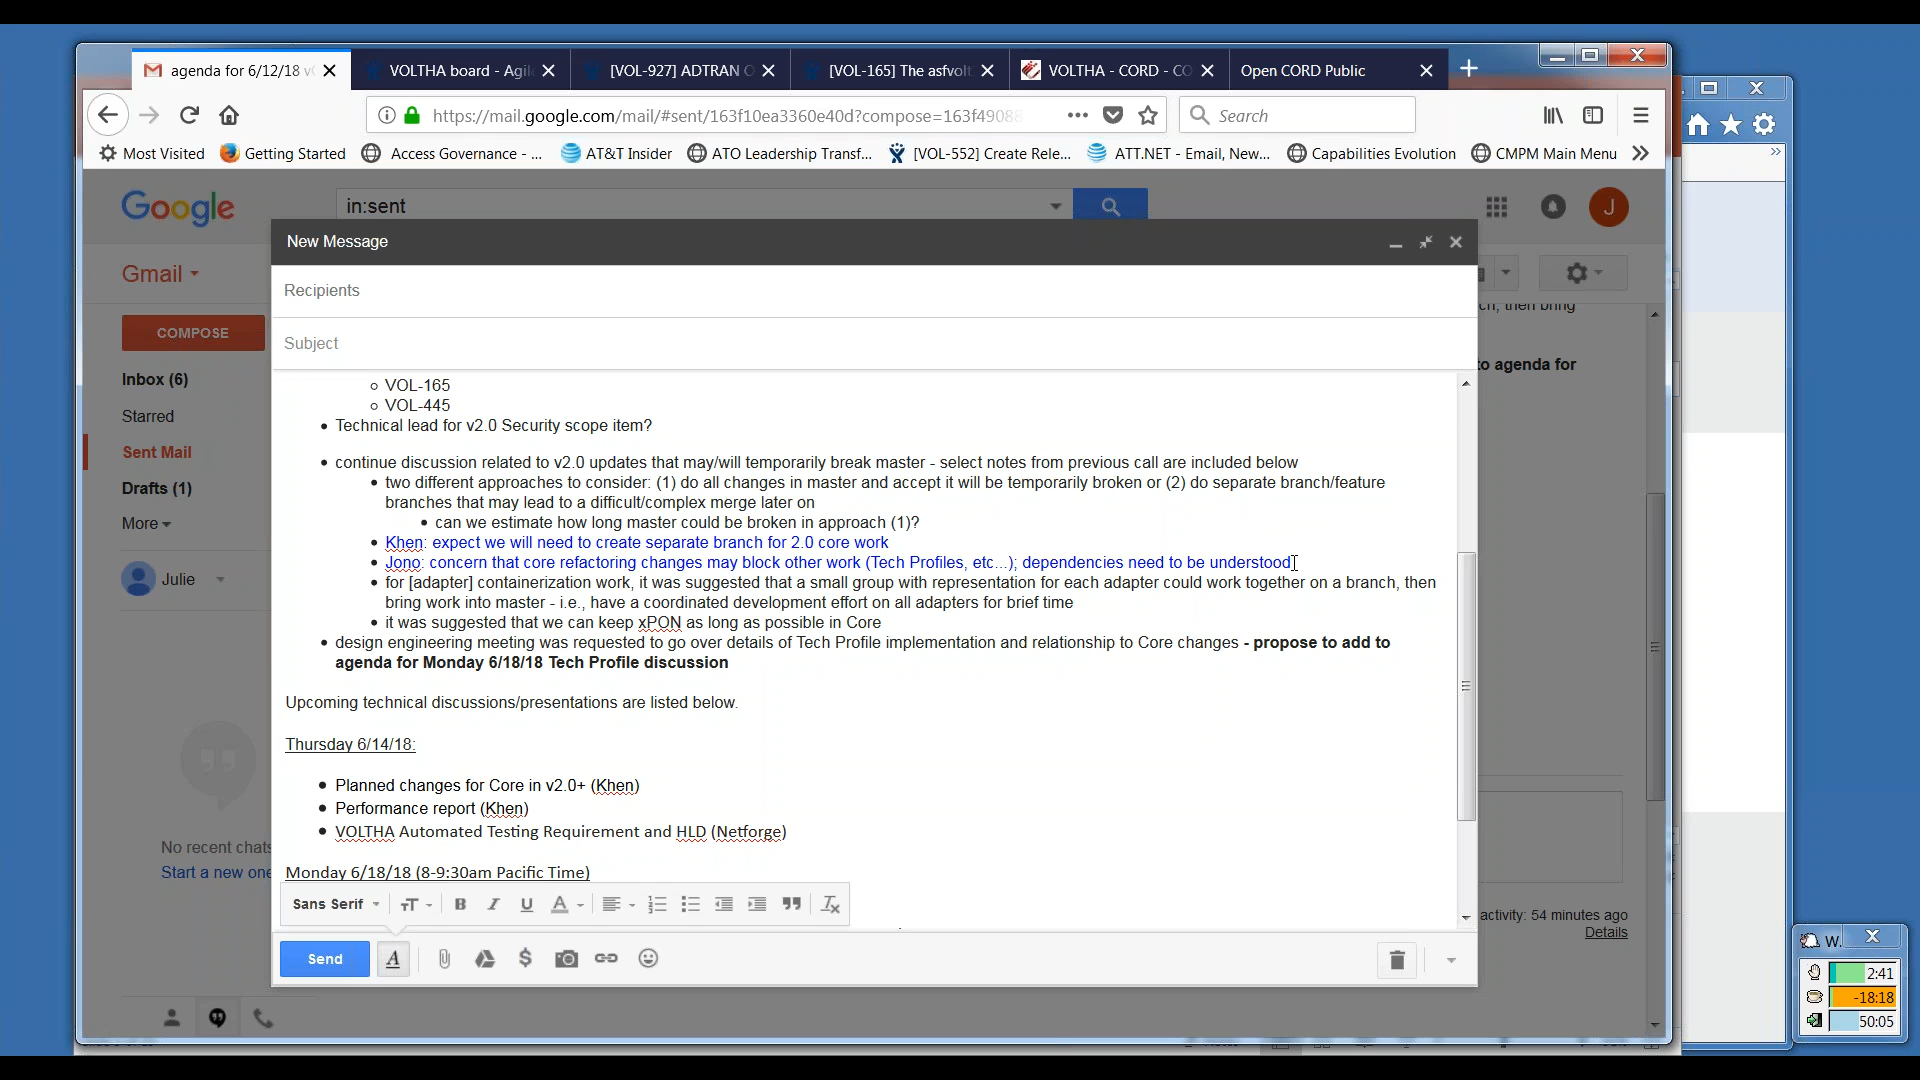 agenda for 6/12/18 v
VOLTHA board - Agil
[VOL-927] ADTRAN O
[VOL-165] The asfvolt
VOLTHA - CORD - CO
Open CORD Public
https://mail.google.com/mail/#sent/163f10ea3360e40d?compose=163f49088
Search
Most Visited
Getting Started
Access Governance - ...
AT&T Insider
ATO Leadership Transf...
[VOL-552] Create Rele...
ATT.NET - Email, New...
Capabilities Evolution
CMPM Main Menu
Google
in:sent
J
New Message
Gmail
Recipients
then bring
COMPOSE
Subject
to agenda for
Inbox (6)
Starred
Sent Mail
Drafts (1)
More
Julie
VOL-165
VOL-445
Technical lead for v2.0 Security scope item?
continue discussion related to v2.0 updates that may/will temporarily break master - select notes from previous call are included below
two different approaches to consider: (1) do all changes in master and accept it will be temporarily broken or (2) do separate branch/feature
branches that may lead to a difficult/complex merge later on
can we estimate how long master could be broken in approach (1)?
Khen: expect we will need to create separate branch for 2.0 core work
Jono: concern that core refactoring changes may block other work (Tech Profiles, etc...); dependencies need to be understood
for [adapter] containerization work, it was suggested that a small group with representation for each adapter could work together on a branch, then
bring work into master - i.e., have a coordinated development effort on all adapters for brief time
it was suggested that we can keep xPON as long as possible in Core
design engineering meeting was requested to go over details of Tech Profile implementation and relationship to Core changes - propose to add to
agenda for Monday 6/18/18 Tech Profile discussion
Upcoming technical discussions/presentations are listed below.
Thursday 6/14/18:
Planned changes for Core in v2.0+ (Khen)
Performance report (Khen)
VOLTHA Automated Testing Requirement and HLD (Netforge)
Monday 6/18/18 (8-9:30am Pacific Time)
No recent chats
Start a new one
Sans Serif
Send
activity: 54 minutes ago
Details
W.
2:41
-18:18
50:05